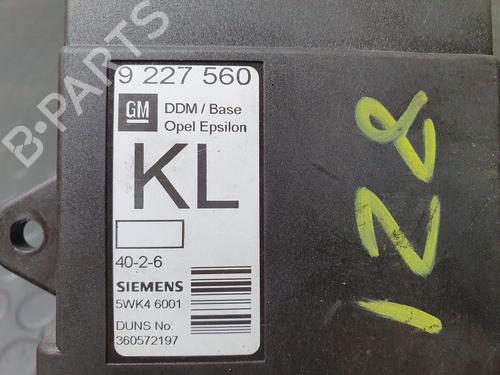 9 227 560
GM
DDM / Base
Opel Epsilon
KL
40-2-6
SIEMENS
5WK4 6001
DUNS No:
360572197
B-PARTS